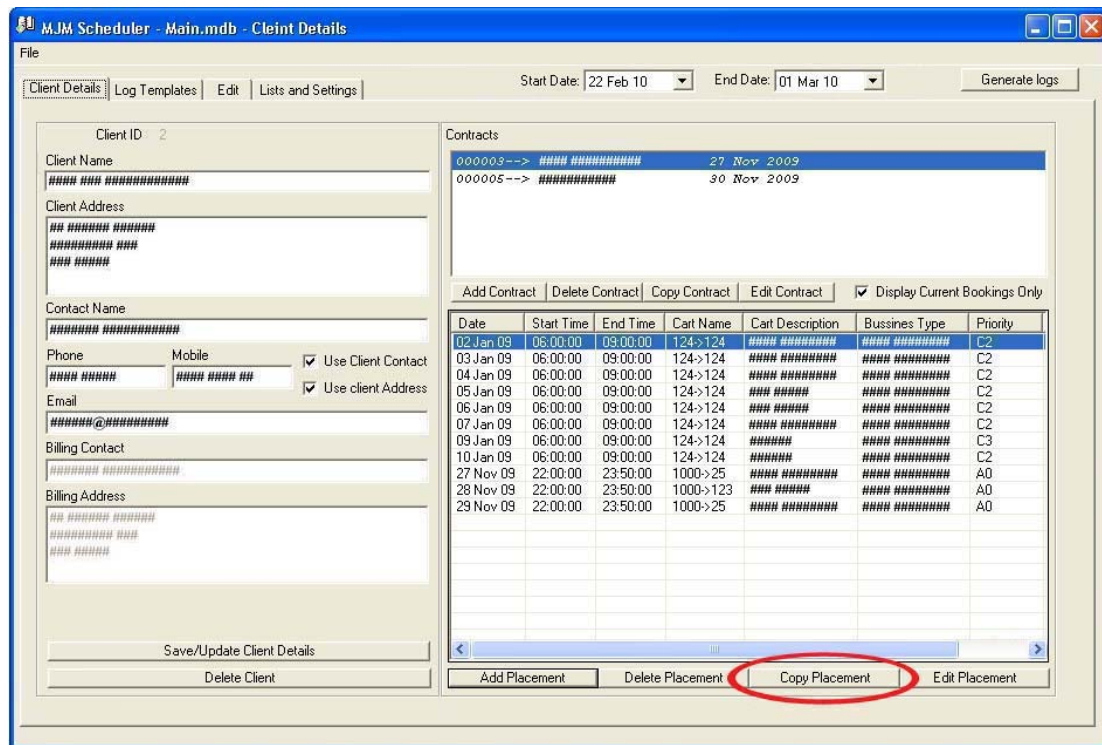 MJM Scheduler - Main.mdb - Cleint Details
File
Client Details Log Templates Edit Lists and Settings
Start Date: 22 Feb 10 End Date: 01 Mar 10 Generate logs
Client ID 2
Client Name
#### ### ############
Client Address
## ###### ######
######### ###
### #####
Contact Name
####### ###########
Phone Mobile
#### ##### #### #### ##
Use Client Contact
Use client Address
Email
######@#########
Billing Contact
####### ###########
Billing Address
## ###### ######
######### ###
### #####
Save/Update Client Details
Delete Client
Contracts
000003--> #### ########## 27 Nov 2009
000005--> ########### 30 Nov 2009
Add Contract Delete Contract Copy Contract Edit Contract Display Current Bookings Only
Date Start Time End Time Cart Name Cart Description Bussines Type Priority
02 Jan 09 06:00:00 09:00:00 124->124 #### ######## #### ######## C2
03 Jan 09 06:00:00 09:00:00 124->124 #### ######## #### ######## C2
04 Jan 09 06:00:00 09:00:00 124->124 #### ######## #### ######## C2
05 Jan 09 06:00:00 09:00:00 124->124 ### ##### #### ######## C2
06 Jan 09 06:00:00 09:00:00 124->124 ### ##### #### ######## C2
07 Jan 09 06:00:00 09:00:00 124->124 #### ######## #### ######## C2
09 Jan 09 06:00:00 09:00:00 124->124 ###### #### ######## C3
10 Jan 09 06:00:00 09:00:00 124->124 ###### #### ######## C2
27 Nov 09 22:00:00 23:50:00 1000->25 #### ######## #### ######## A0
28 Nov 09 22:00:00 23:50:00 1000->123 ### ##### #### ######## A0
29 Nov 09 22:00:00 23:50:00 1000->25 #### ######## #### ######## A0
Add Placement Delete Placement Copy Placement Edit Placement